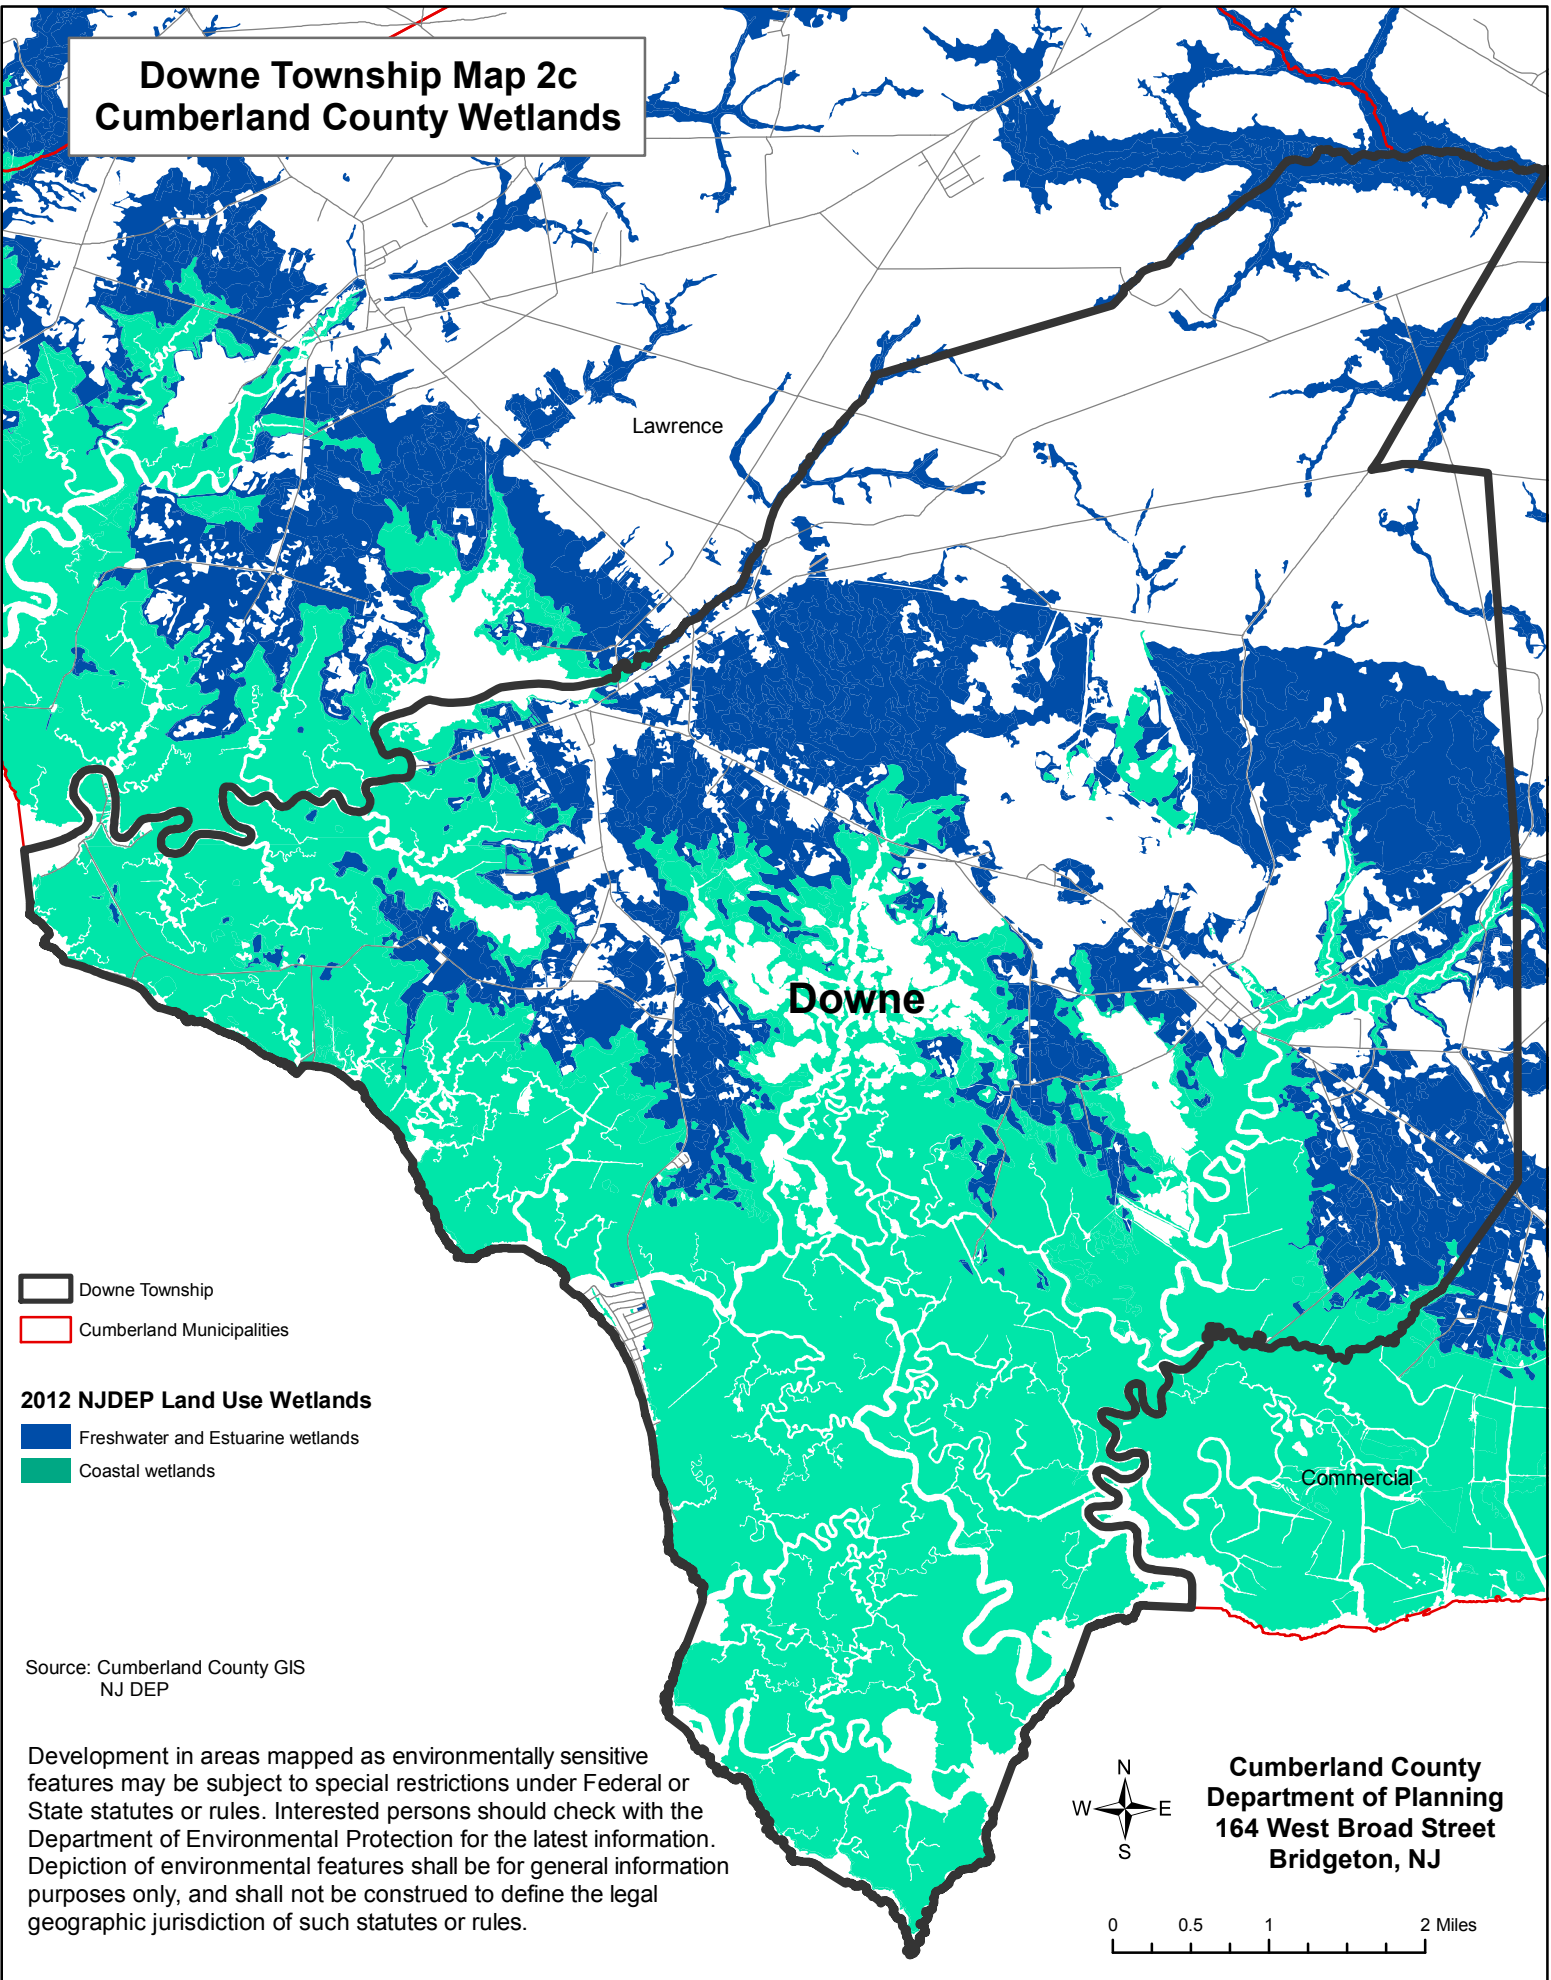 Downe Township Map 2c
Cumberland County Wetlands
Lawrence
Downe
Downe Township
Cumberland Municipalities
2012 NJDEP Land Use Wetlands
Freshwater and Estuarine wetlands
Coastal wetlands
Commercial
Source: Cumberland County GIS
NJ DEP
Development in areas mapped as environmentally sensitive
features may be subject to special restrictions under Federal or
State statutes or rules. Interested persons should check with the
Department of Environmental Protection for the latest information.
Depiction of environmental features shall be for general information
purposes only, and shall not be construed to define the legal
geographic jurisdiction of such statutes or rules.
N
W E
S
Cumberland County
Department of Planning
164 West Broad Street
Bridgeton, NJ
0 0.5 1 2 Miles